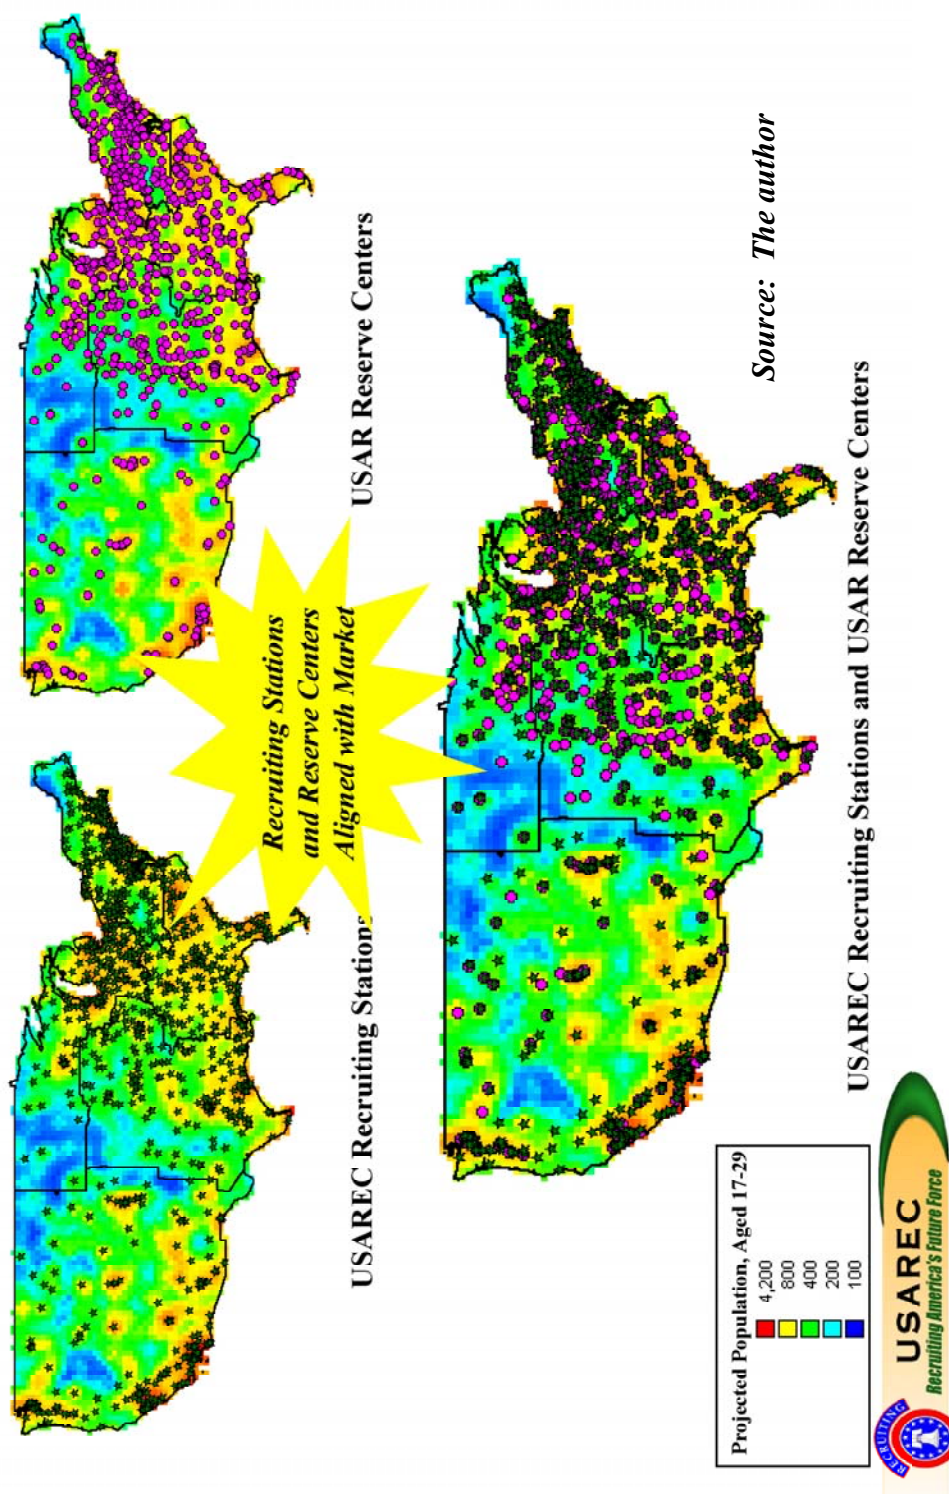 USAREC Recruiting Stations
USAR Reserve Centers
Recruiting Stations
and Reserve Centers
Aligned with Market
USAREC Recruiting Stations and USAR Reserve Centers
Source: The author
Projected Population, Aged 17-29
4,200
800
400
200
100
RECRUITING
USAREC
Recruiting America's Future Force